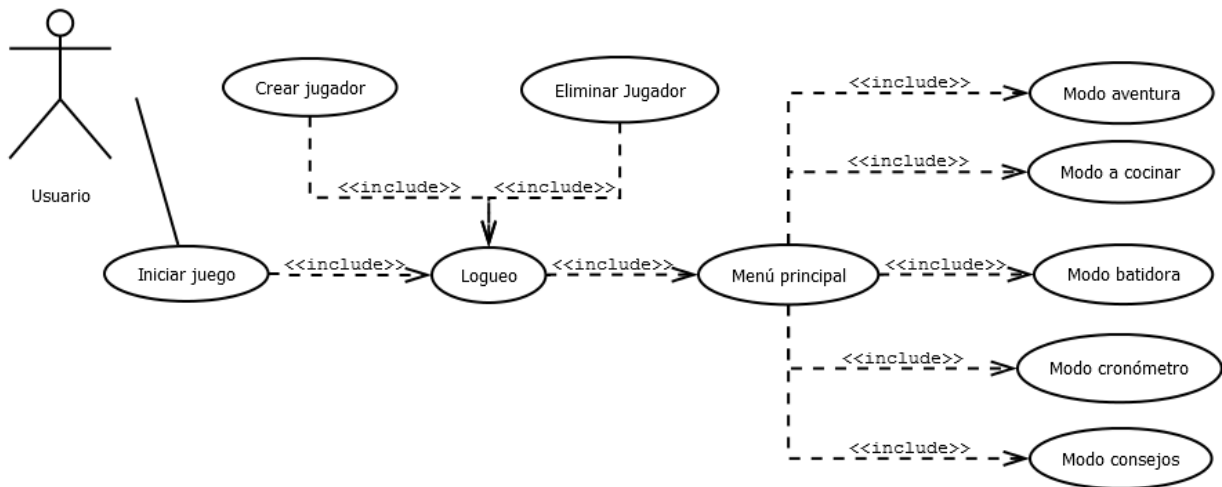 Usuario
Crear jugador
Eliminar Jugador
<<include>>
<<include>>
Iniciar juego
<<include>>
Logueo
<<include>>
Menú principal
<<include>>
Modo aventura
<<include>>
Modo a cocinar
<<include>>
Modo batidora
<<include>>
Modo cronómetro
<<include>>
Modo consejos